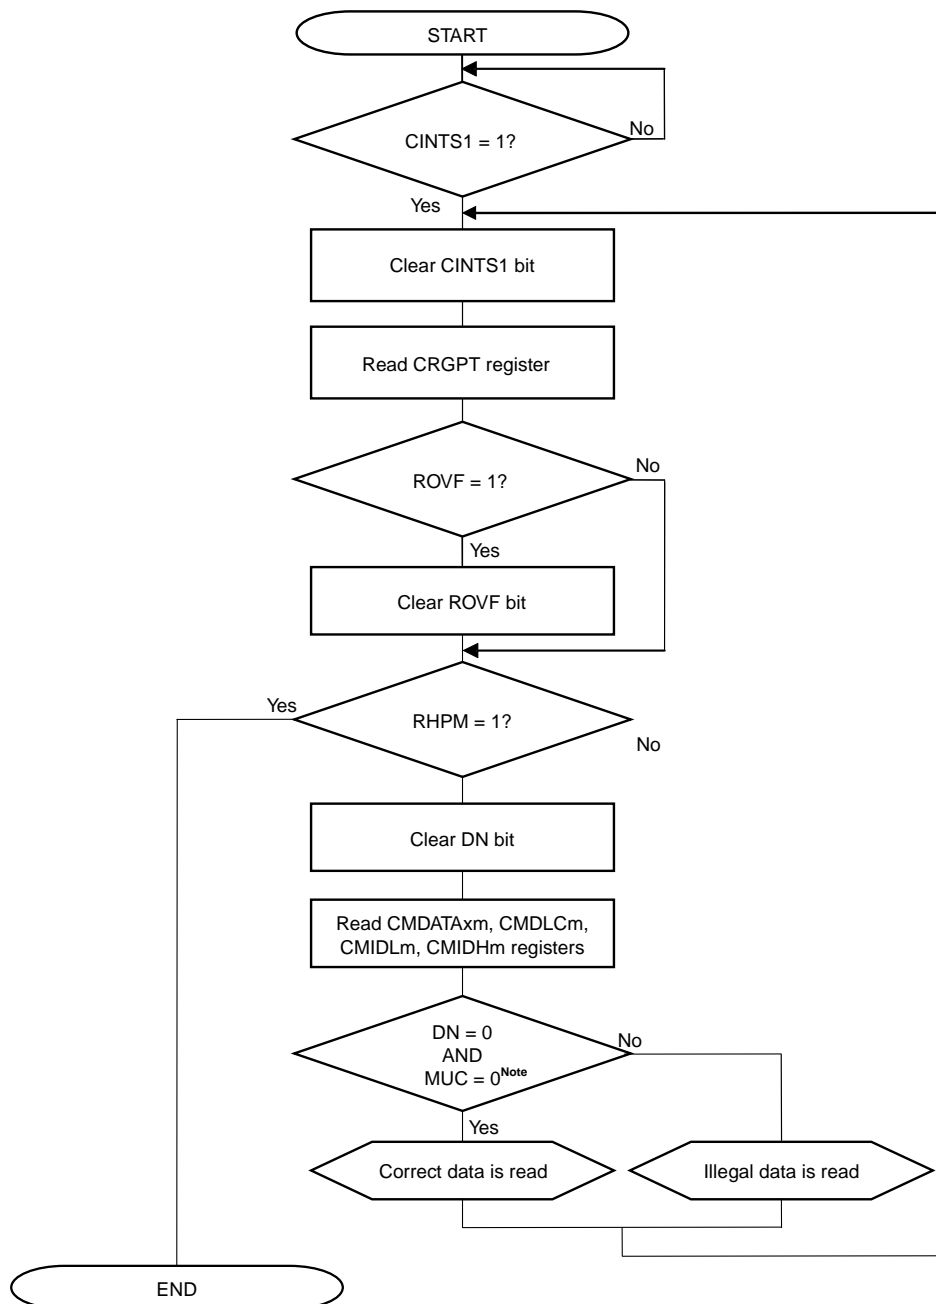 START
CINTS1 = 1?
No
Yes
Clear CINTS1 bit
Read CRGPT register
ROVF = 1?
No
Yes
Clear ROVF bit
Yes
RHPM = 1?
No
Clear DN bit
Read CMDATAxm, CMDLCm,
CMIDLm, CMIDHm registers
DN = 0
AND
MUC = 0Note
No
Yes
Correct data is read
Illegal data is read
END